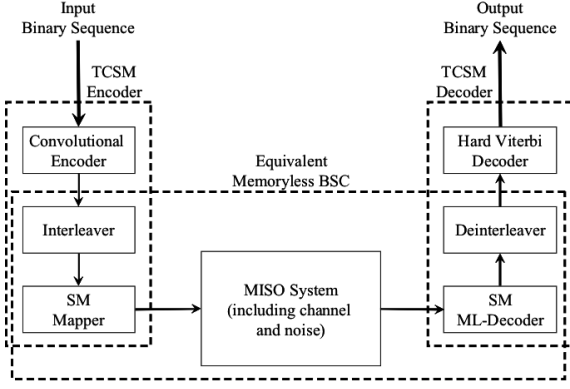 Input
Binary Sequence
Output
Binary Sequence
TCSM
Encoder
TCSM
Decoder
Convolutional
Encoder
Equivalent
Memoryless BSC
Hard Viterbi
Decoder
Interleaver
Deinterleaver
SM
Mapper
MISO System
(including channel
and noise)
SM
ML-Decoder